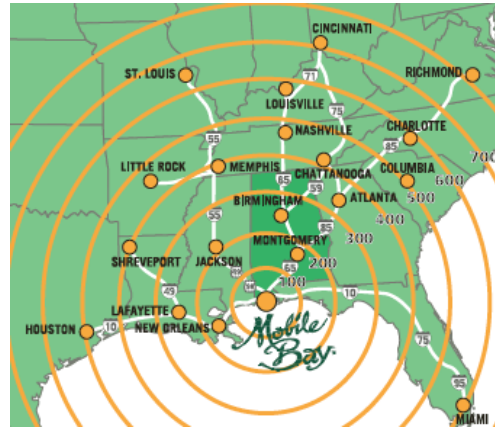 CINCINNATI
ST. LOUIS
71
RICHMOND
LOUISVILLE
75
NASHVILLE
CHARLOTTE
55
85
700
MEMPHIS
CHATTANOOGA
COLUMBIA
600
LITTLE ROCK
65
59
500
BIRMINGHAM
ATLANTA
400
55
85
MONTGOMERY
300
SHREVEPORT
JACKSON
200
65
100
49
10
LAFAYETTE
HOUSTON
10
NEW ORLEANS
Mobile
Bay
75
95
MIAMI